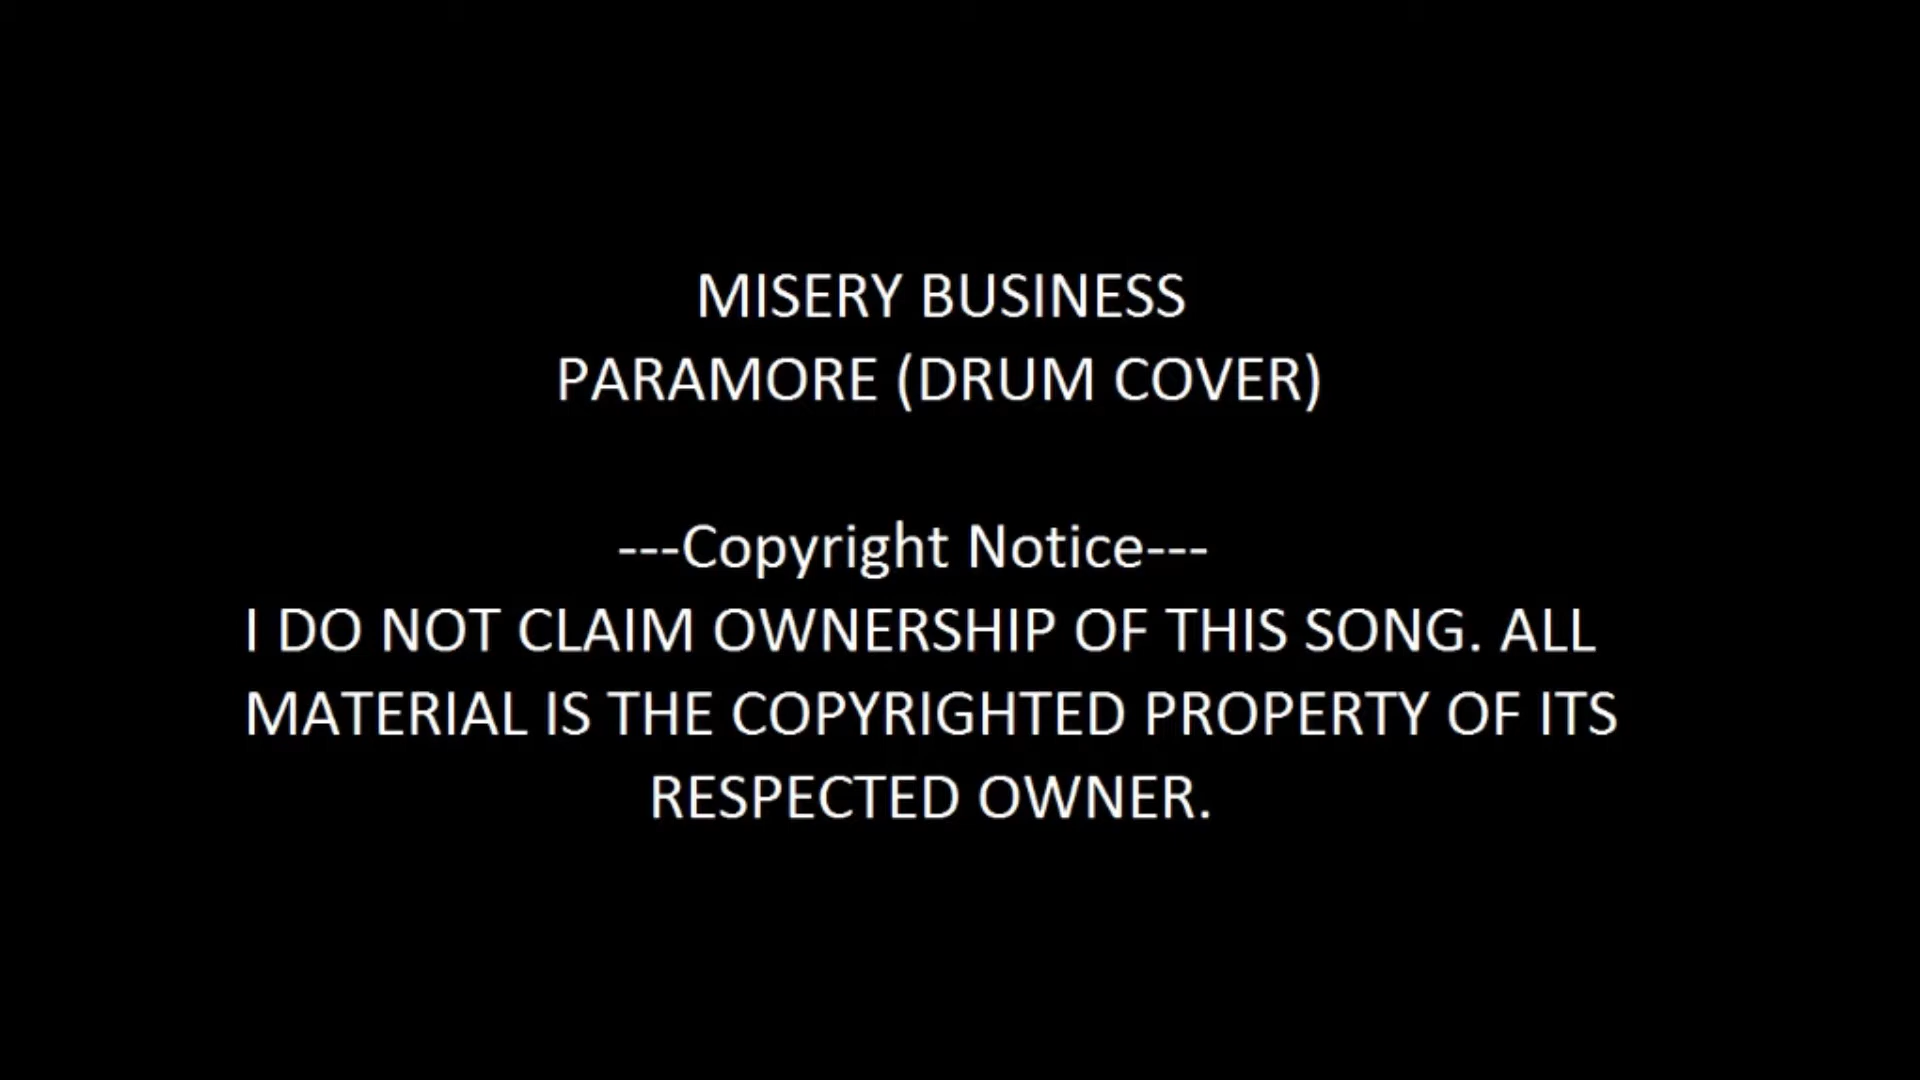 MISERY BUSINESS
PARAMORE (DRUM COVER)
---Copyright Notice---
I DO NOT CLAIM OWNERSHIP OF THIS SONG. ALL
MATERIAL IS THE COPYRIGHTED PROPERTY OF ITS
RESPECTED OWNER.